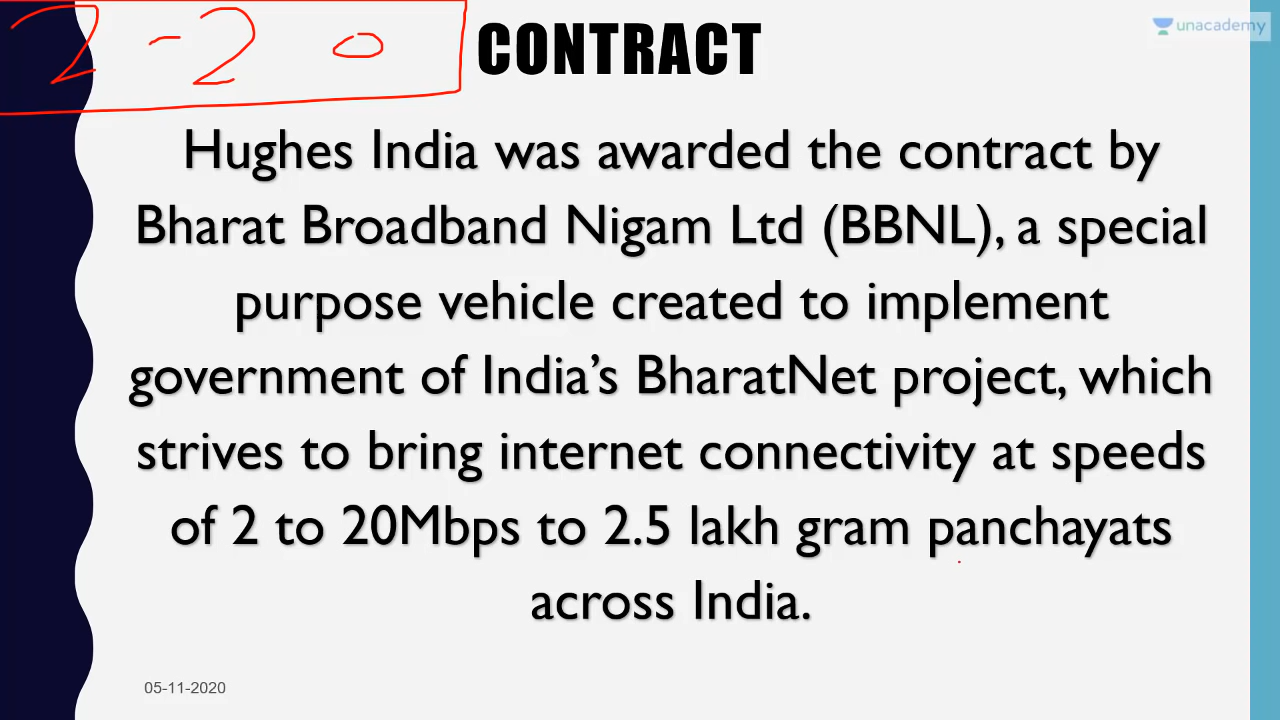 2 - 2 0
CONTRACT
unacademy
Hughes India was awarded the contract by
Bharat Broadband Nigam Ltd (BBNL), a special
purpose vehicle created to implement
government of India’s BharatNet project, which
strives to bring internet connectivity at speeds
of 2 to 20Mbps to 2.5 lakh gram panchayats
across India.
05-11-2020